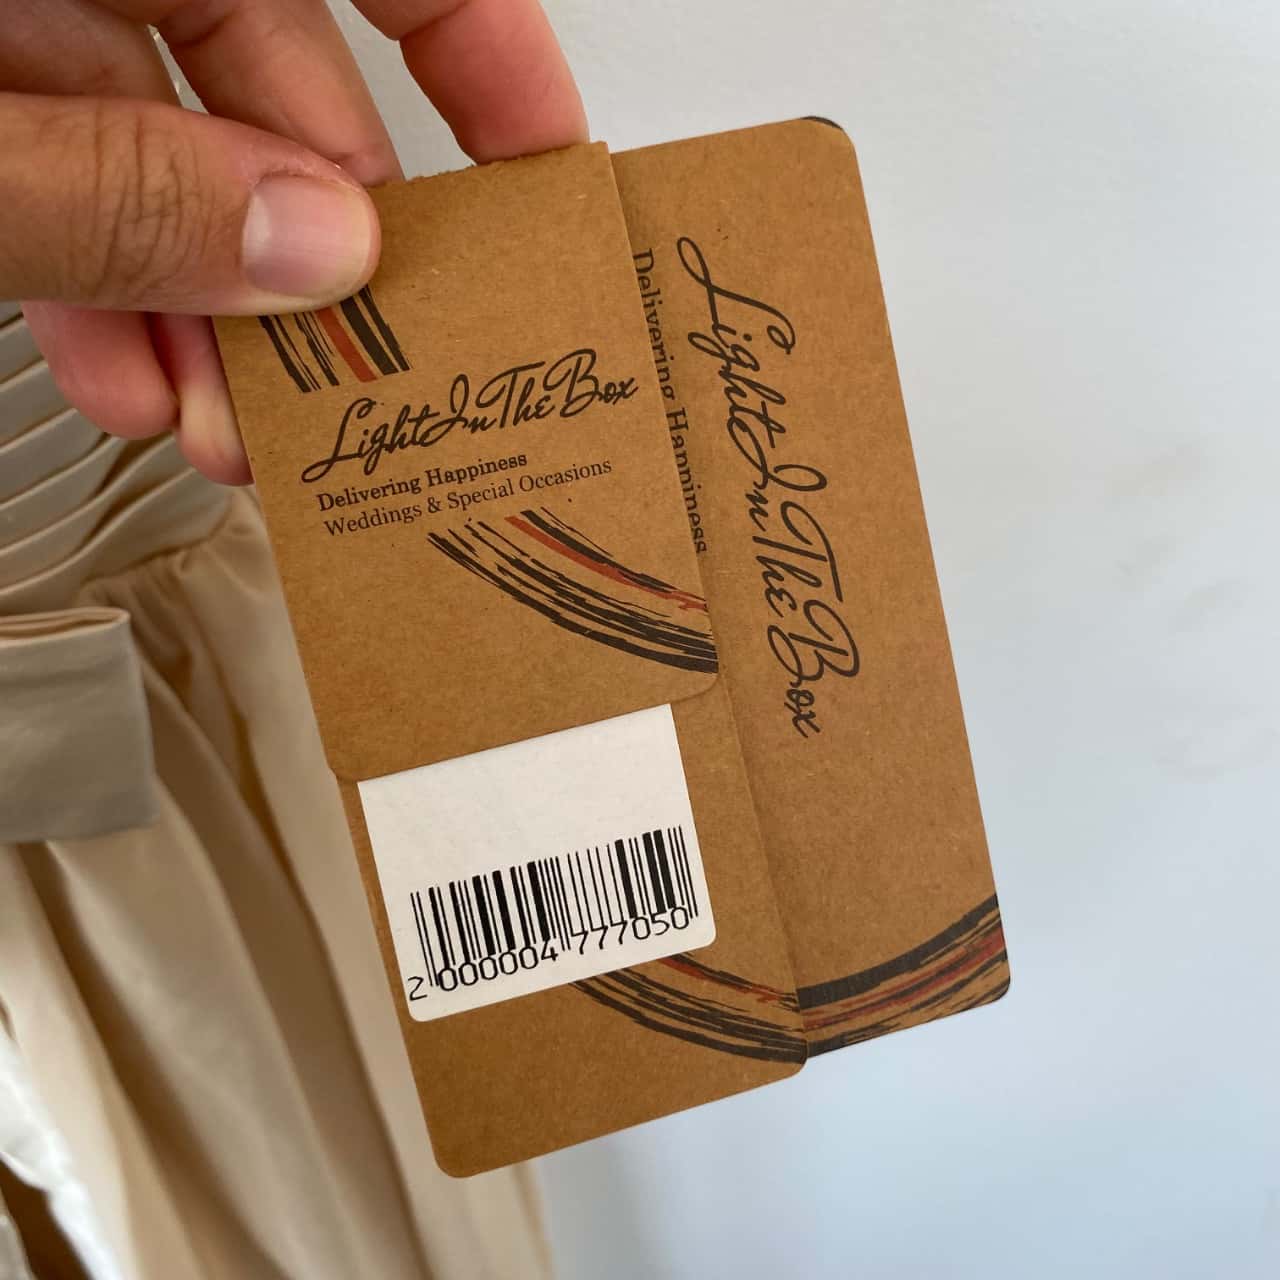 LightInTheBox
Delivering Happiness
Weddings & Special Occasions
2 000004 777050
LightInTheBox
Delivering Happiness